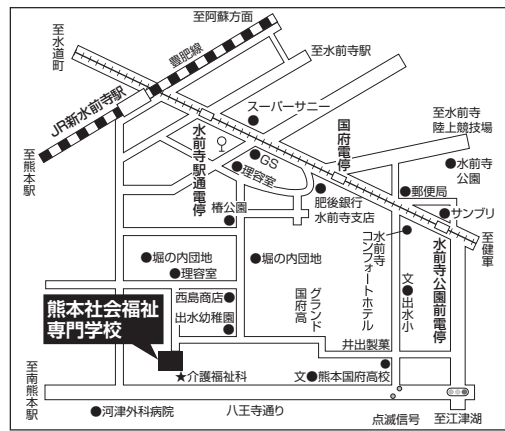 至阿蘇方面
至水道町
豊肥線
至水前寺駅
JR新水前寺駅
スーパーサニー
至水前寺
陸上競技場
国府電停
水前寺駅通電停
至熊本駅
GS
理容室
水前寺
公園
郵便局
肥後銀行
水前寺支店
椿公園
サンブリ
至健軍
水前寺
コンフォートホテル
水前寺公園前電停
堀の内団地
堀の内団地
理容室
文 出水小
西島商店
国府高
グランド
熊本社会福祉
専門学校
出水幼稚園
井出製菓
至南熊本駅
★介護福祉科
文 熊本国府高校
河津外科病院
八王寺通り
点滅信号
至江津湖